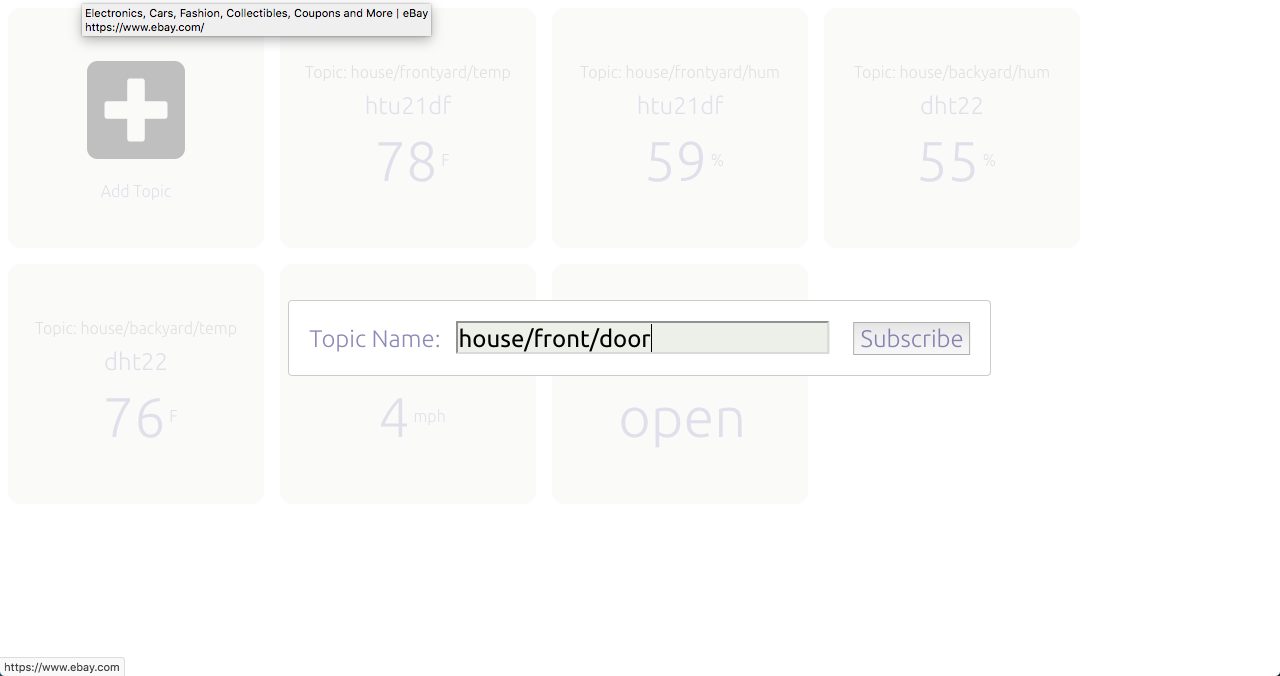 Electronics, Cars, Fashion, Collectibles, Coupons and More | eBay
https://www.ebay.com/
Add Topic
Topic: house/frontyard/temp
htu21df
78 F
Topic: house/frontyard/hum
htu21df
59 %
Topic: house/backyard/hum
dht22
55 %
Topic: house/backyard/temp
dht22
76 F
4 mph
open
Topic Name: house/front/door Subscribe
https://www.ebay.com